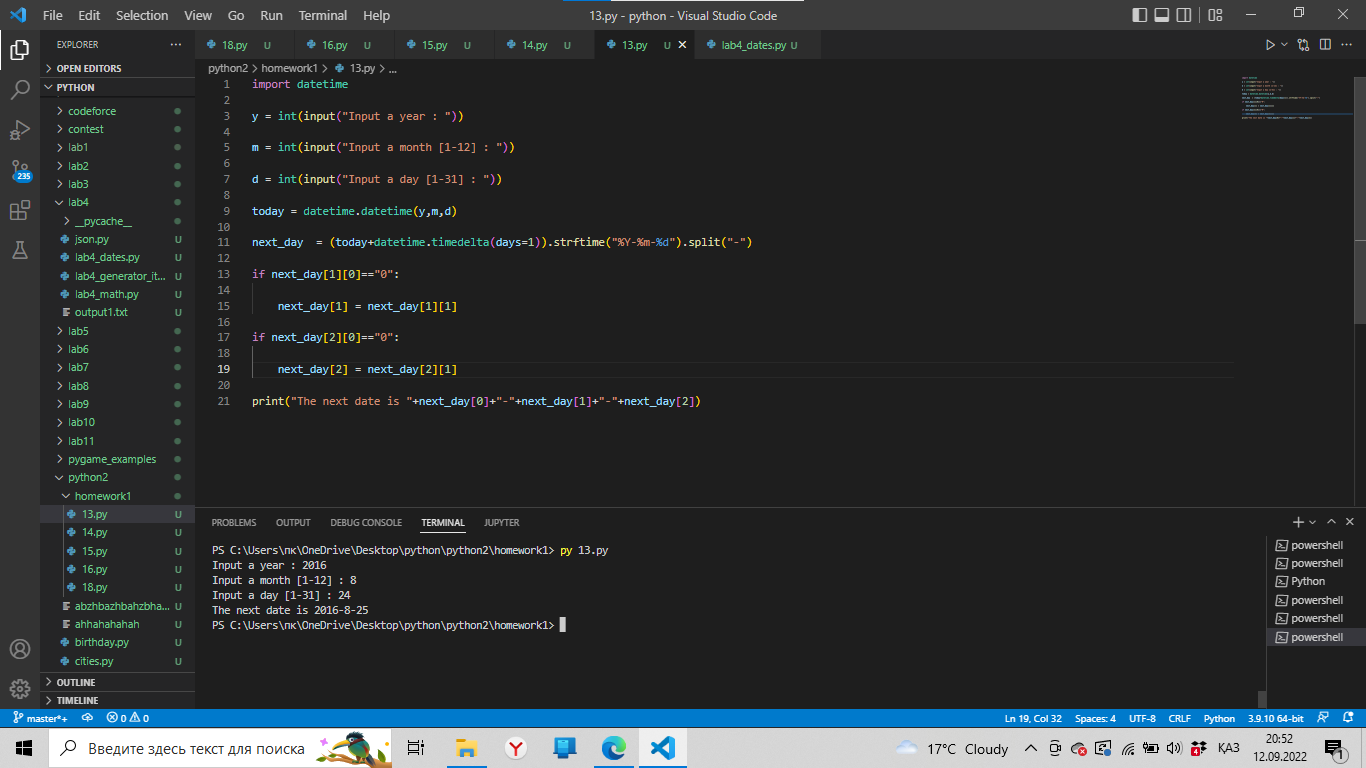 File Edit Selection View Go Run Terminal Help
13.py - python - Visual Studio Code
EXPLORER
OPEN EDITORS
PYTHON
codeforce
contest
lab1
lab2
lab3
lab4
__pycache__
json.py U
lab4_dates.py U
lab4_generator_it... U
lab4_math.py U
output1.txt U
lab5
lab6
lab7
lab8
lab9
lab10
lab11
pygame_examples
python2
homework1
13.py U
14.py U
15.py U
16.py U
18.py U
abzhbazhbahzbha... U
ahhahahahah U
birthday.py U
cities.py U
OUTLINE
TIMELINE
235
18.py U 16.py U 15.py U 14.py U 13.py U lab4_dates.py U
python2 > homework1 > 13.py > ...
1 import datetime
2
3 y = int(input("Input a year : "))
4
5 m = int(input("Input a month [1-12] : "))
6
7 d = int(input("Input a day [1-31] : "))
8
9 today = datetime.datetime(y,m,d)
10
11 next_day  = (today+datetime.timedelta(days=1)).strftime("%Y-%m-%d").split("-")
12
13 if next_day[1][0]=="0":
14
15     next_day[1] = next_day[1][1]
16
17 if next_day[2][0]=="0":
18
19     next_day[2] = next_day[2][1]
20
21 print("The next date is "+next_day[0]+"-"+next_day[1]+"-"+next_day[2])
PROBLEMS OUTPUT DEBUG CONSOLE TERMINAL JUPYTER
PS C:\Users\пк\OneDrive\Desktop\python\python2\homework1> py 13.py
Input a year : 2016
Input a month [1-12] : 8
Input a day [1-31] : 24
The next date is 2016-8-25
PS C:\Users\пк\OneDrive\Desktop\python\python2\homework1>
powershell
powershell
Python
powershell
powershell
powershell
master*+ 0 0 Ln 19, Col 32 Spaces: 4 UTF-8 CRLF Python 3.9.10 64-bit
Введите здесь текст для поиска
17°C Cloudy
ҚАЗ
20:52
12.09.2022
1